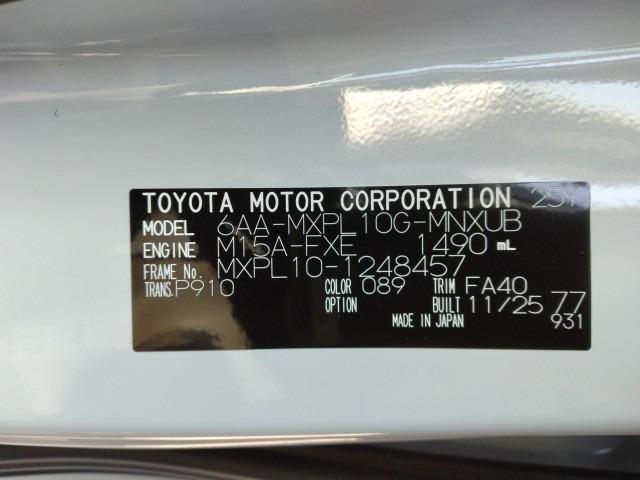 TOYOTA MOTOR CORPORATION
MODEL 6AA-MXPL10G-MNXUB
ENGINE M15A-FXE 1490 mL
FRAME No. MXPL10-1248457
TRANS. P910 COLOR 089 TRIM FA40
OPTION BUILT 11/25 77
MADE IN JAPAN 931